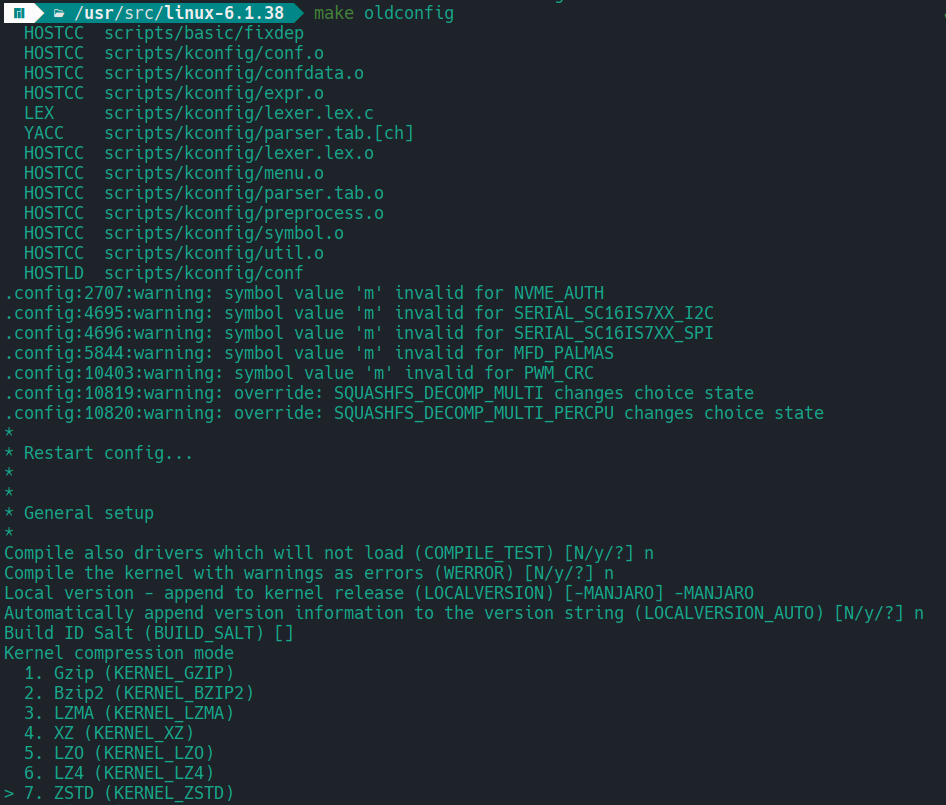 /usr/src/linux-6.1.38 make oldconfig
HOSTCC scripts/basic/fixdep
HOSTCC scripts/kconfig/conf.o
HOSTCC scripts/kconfig/confdata.o
HOSTCC scripts/kconfig/expr.o
LEX scripts/kconfig/lexer.lex.c
YACC scripts/kconfig/parser.tab.[ch]
HOSTCC scripts/kconfig/lexer.lex.o
HOSTCC scripts/kconfig/menu.o
HOSTCC scripts/kconfig/parser.tab.o
HOSTCC scripts/kconfig/preprocess.o
HOSTCC scripts/kconfig/symbol.o
HOSTCC scripts/kconfig/util.o
HOSTLD scripts/kconfig/conf
.config:2707:warning: symbol value 'm' invalid for NVME_AUTH
.config:4695:warning: symbol value 'm' invalid for SERIAL_SC16IS7XX_I2C
.config:4696:warning: symbol value 'm' invalid for SERIAL_SC16IS7XX_SPI
.config:5844:warning: symbol value 'm' invalid for MFD_PALMAS
.config:10403:warning: symbol value 'm' invalid for PWM_CRC
.config:10819:warning: override: SQUASHFS_DECOMP_MULTI changes choice state
.config:10820:warning: override: SQUASHFS_DECOMP_MULTI_PERCPU changes choice state
*
* Restart config...
*
*
* General setup
*
Compile also drivers which will not load (COMPILE_TEST) [N/y/?] n
Compile the kernel with warnings as errors (WERROR) [N/y/?] n
Local version - append to kernel release (LOCALVERSION) [-MANJARO] -MANJARO
Automatically append version information to the version string (LOCALVERSION_AUTO) [N/y/?] n
Build ID Salt (BUILD_SALT) []
Kernel compression mode
1. Gzip (KERNEL_GZIP)
2. Bzip2 (KERNEL_BZIP2)
3. LZMA (KERNEL_LZMA)
4. XZ (KERNEL_XZ)
5. LZO (KERNEL_LZO)
6. LZ4 (KERNEL_LZ4)
> 7. ZSTD (KERNEL_ZSTD)